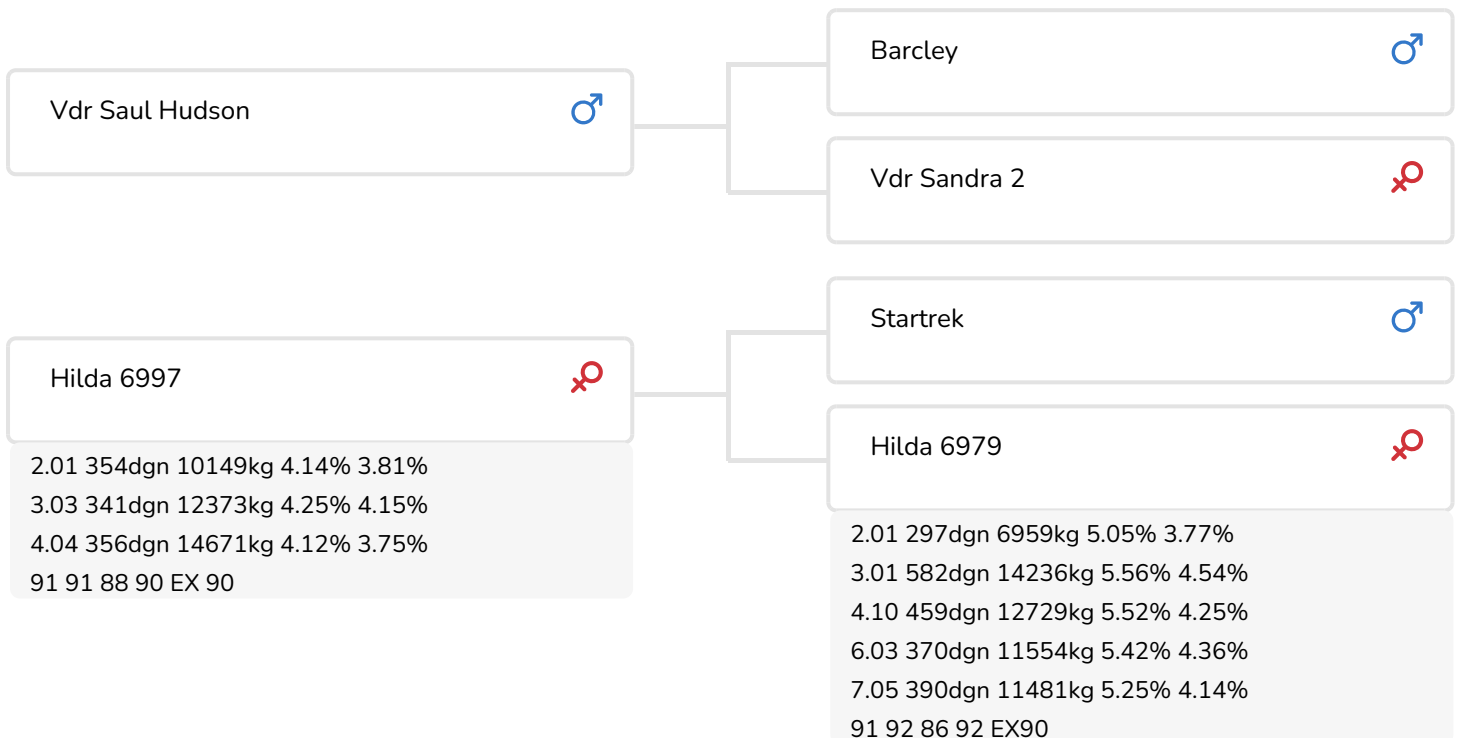 Vdr Saul Hudson
Barcley
Vdr Sandra 2
Hilda 6997
2.01 354dgn 10149kg 4.14% 3.81%
3.03 341dgn 12373kg 4.25% 4.15%
4.04 356dgn 14671kg 4.12% 3.75%
91 91 88 90 EX 90
Startrek
Hilda 6979
2.01 297dgn 6959kg 5.05% 3.77%
3.01 582dgn 14236kg 5.56% 4.54%
4.10 459dgn 12729kg 5.52% 4.25%
6.03 370dgn 11554kg 5.42% 4.36%
7.05 390dgn 11481kg 5.25% 4.14%
91 92 86 92 EX90